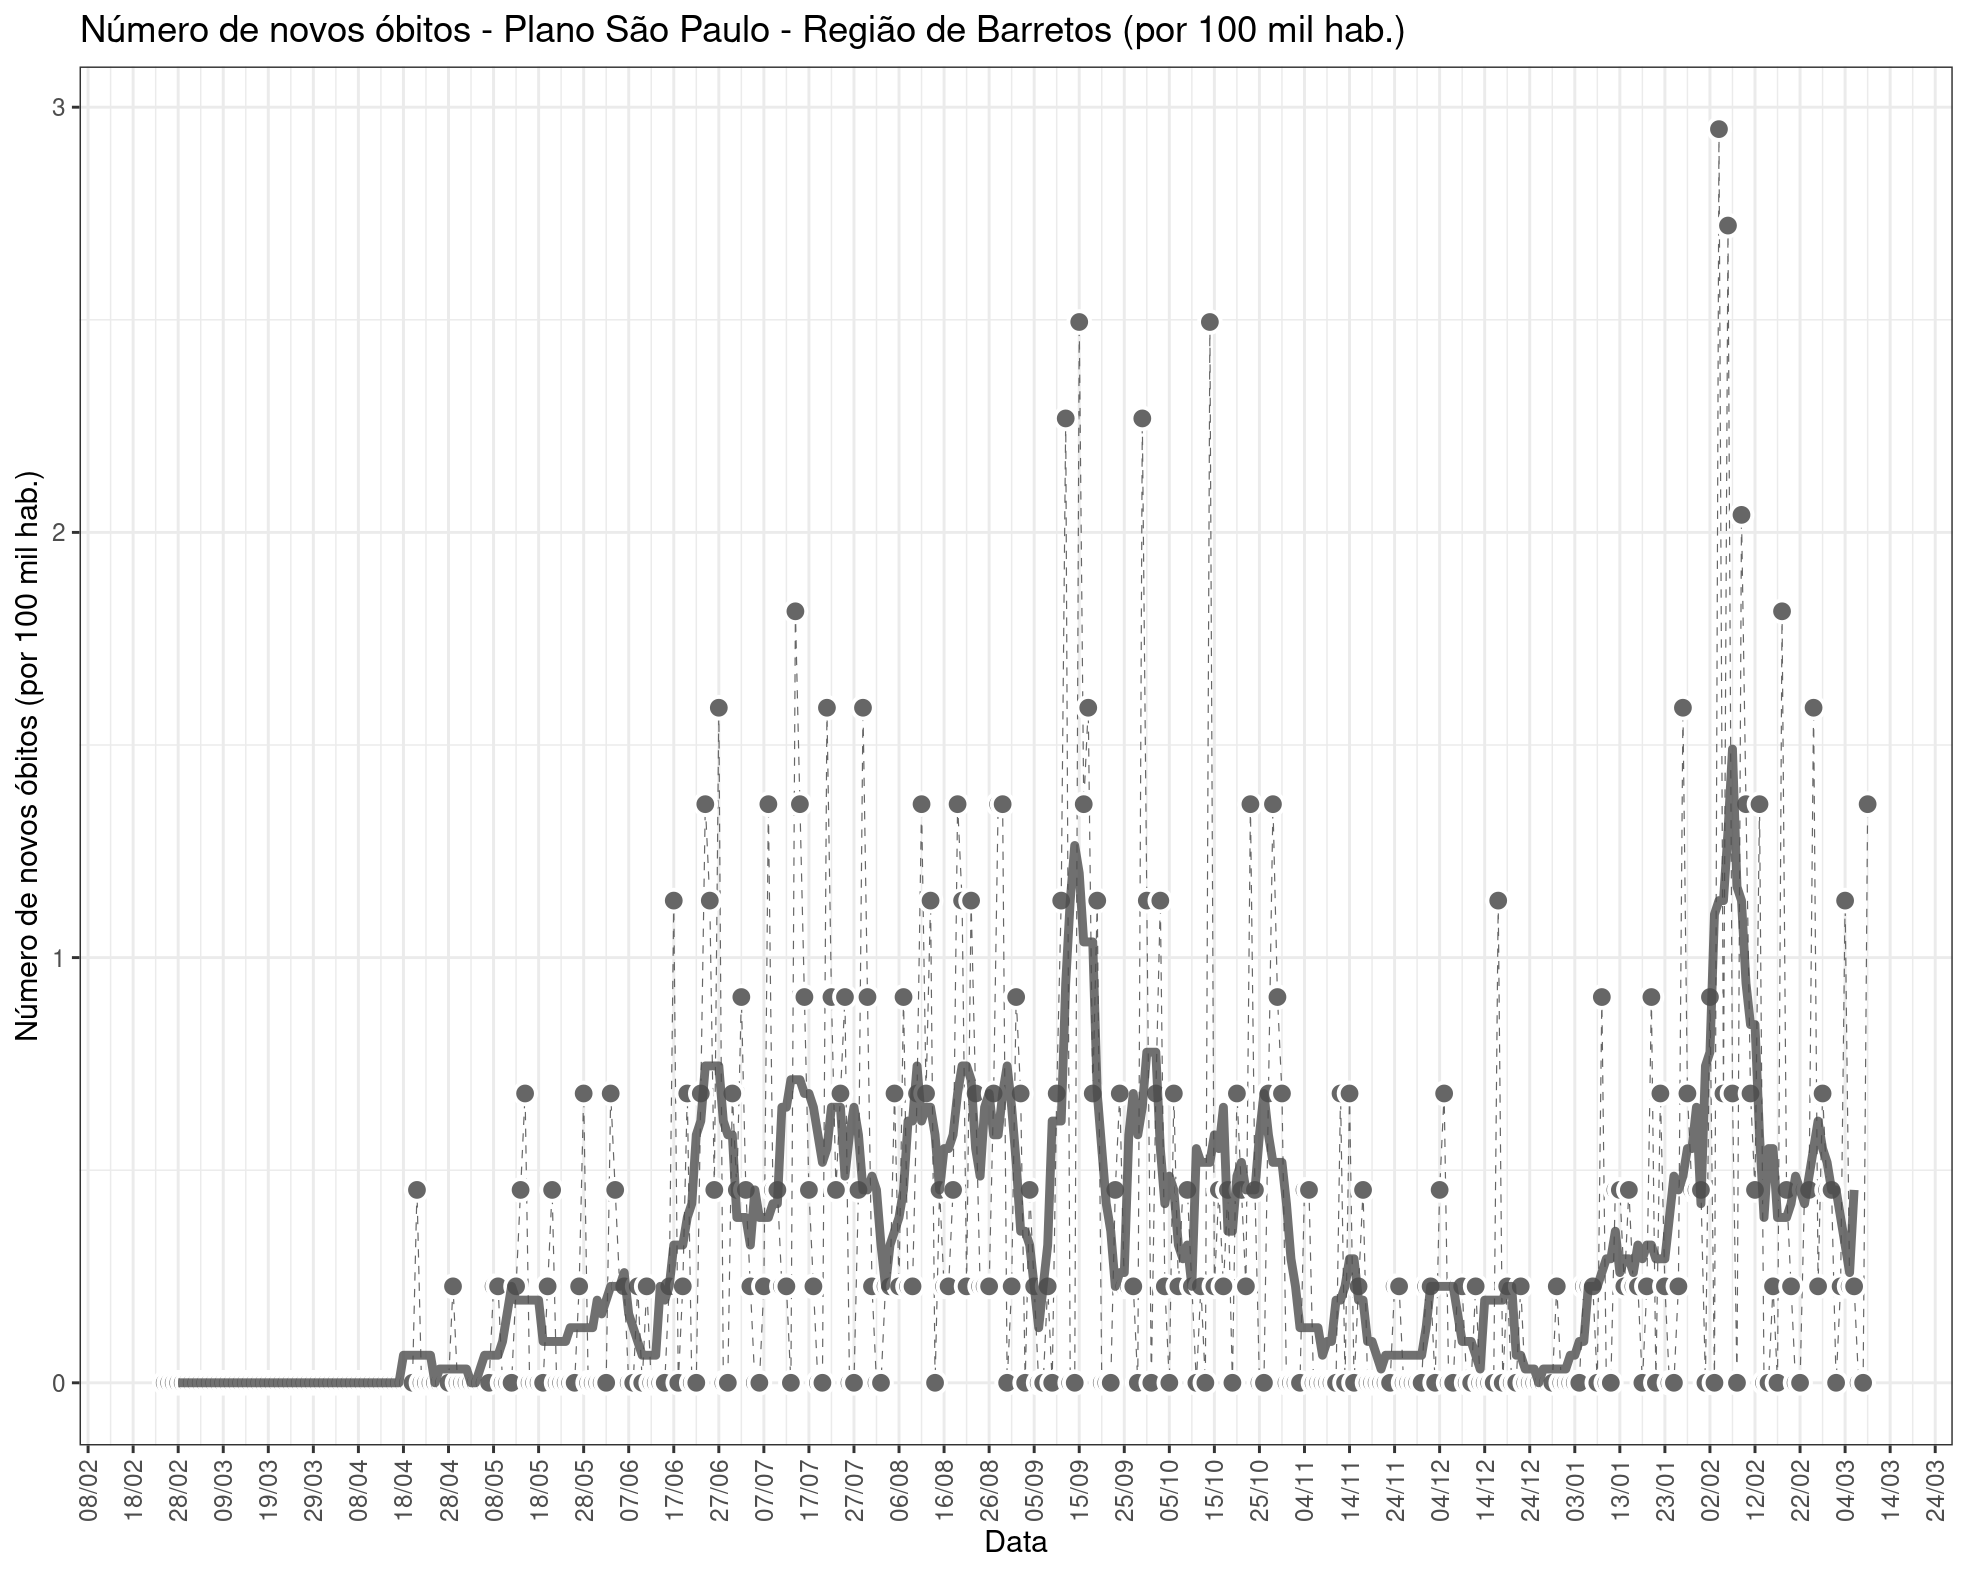 Número de novos óbitos - Plano São Paulo - Região de Barretos (por 100 mil hab.)
Número de novos óbitos (por 100 mil hab.)
3
2
1
0
08/02 18/02 28/02 09/03 19/03 29/03 08/04 18/04 28/04 08/05 18/05 28/05 07/06 17/06 27/06 07/07 17/07 27/07 06/08 16/08 26/08 05/09 15/09 25/09 05/10 15/10 25/10 04/11 14/11 24/11 04/12 14/12 24/12 03/01 13/01 23/01 02/02 12/02 22/02 04/03 14/03 24/03
Data